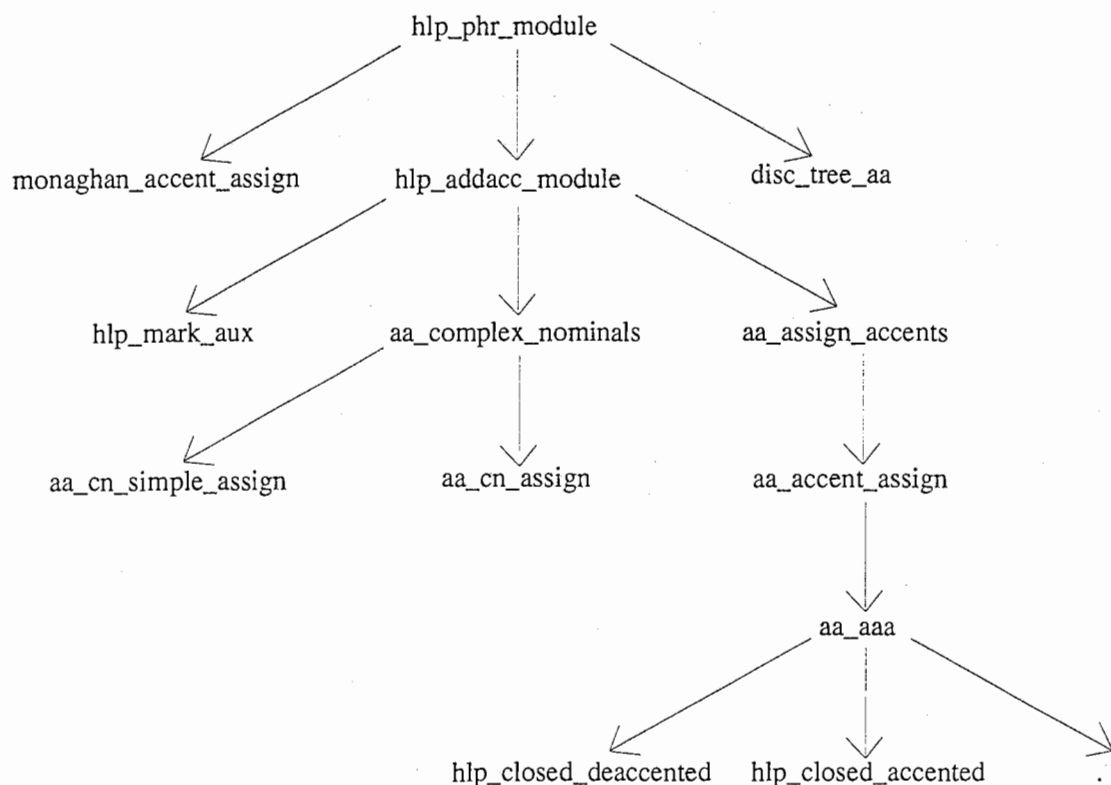 hlp_phr_module
monaghan_accent_assign hlp_addacc_module disc_tree_aa
hlp_mark_aux aa_complex_nominals aa_assign_accents
aa_cn_simple_assign aa_cn_assign aa_accent_assign
aa_aaa
hlp_closed_deaccented hlp_closed_accented .